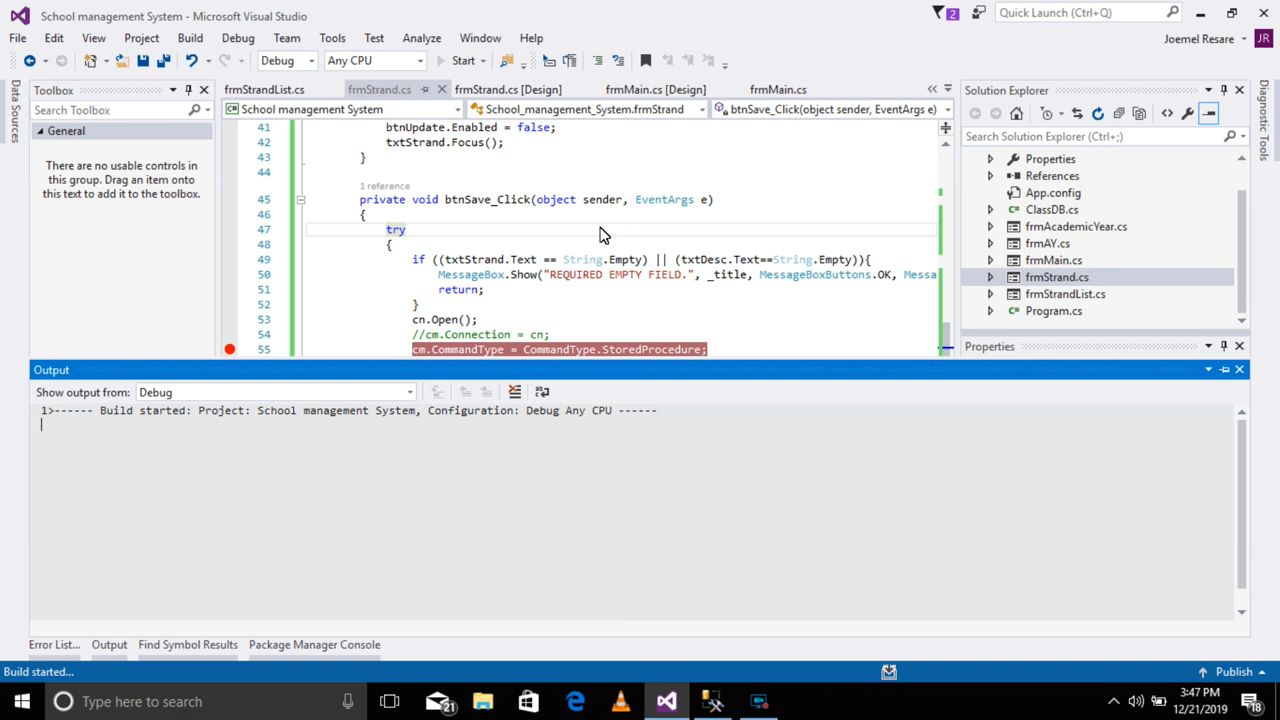 School management System - Microsoft Visual Studio
2
Quick Launch (Ctrl+Q)
File Edit View Project Build Debug Team Tools Test Analyze Window Help
Joemel Resare JR
Debug Any CPU Start
Data Sources
Toolbox
Search Toolbox
General
There are no usable controls in
this group. Drag an item onto
this text to add it to the toolbox.
frmStrandList.cs frmStrand.cs frmStrand.cs [Design] frmMain.cs [Design] frmMain.cs
School management System School_management_System.frmStrand btnSave_Click(object sender, EventArgs e)
41 btnUpdate.Enabled = false;
42 txtStrand.Focus();
43 }
44
1 reference
45 private void btnSave_Click(object sender, EventArgs e)
46 {
47 try
48 {
49 if ((txtStrand.Text == String.Empty) || (txtDesc.Text==String.Empty)){
50 MessageBox.Show("REQUIRED EMPTY FIELD.", _title, MessageBoxButtons.OK, Messa
51 return;
52 }
53 cn.Open();
54 //cm.Connection = cn;
55 cm.CommandType = CommandType.StoredProcedure;
Solution Explorer
Search Solution Explorer (Ctrl+;)
Properties
References
App.config
ClassDB.cs
frmAcademicYear.cs
frmAY.cs
frmMain.cs
frmStrand.cs
frmStrandList.cs
Program.cs
Properties
Diagnostic Tools
Output
Show output from: Debug
1>------ Build started: Project: School management System, Configuration: Debug Any CPU ------
Error List... Output Find Symbol Results Package Manager Console
Build started... Publish
Type here to search
21
3:47 PM
12/21/2019
18